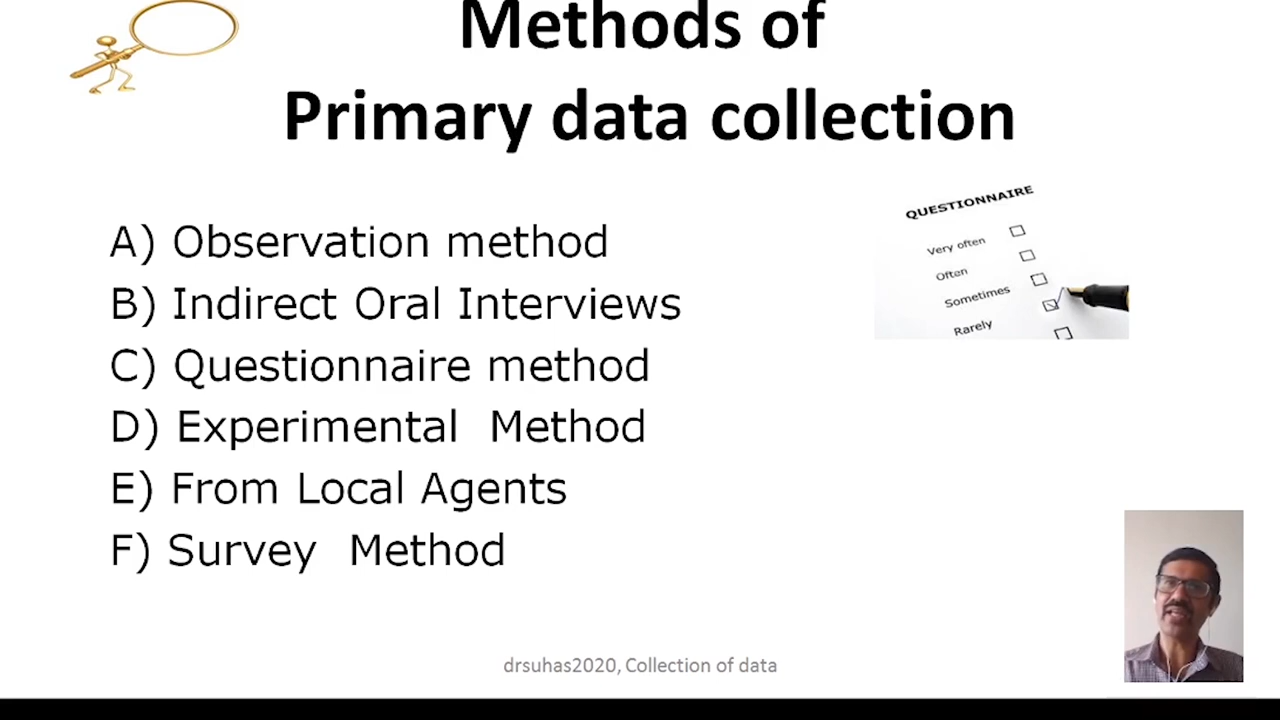 Methods of
Primary data collection
A) Observation method
B) Indirect Oral Interviews
C) Questionnaire method
D) Experimental Method
E) From Local Agents
F) Survey Method
QUESTIONNAIRE
Very often
Often
Sometimes
Rarely
drsuhas2020, Collection of data